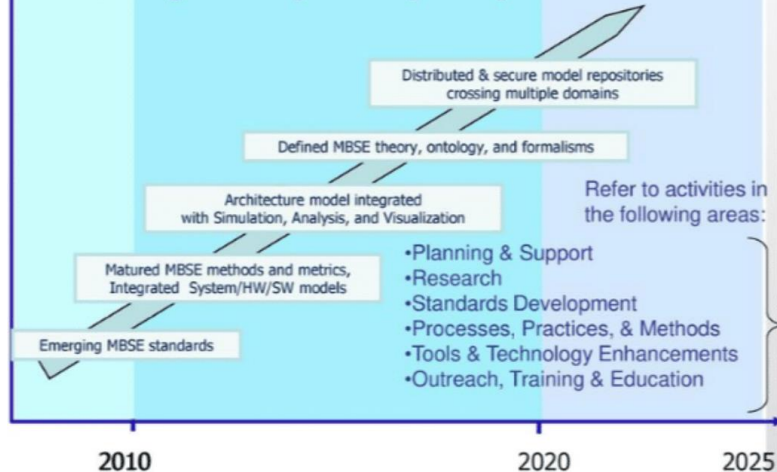 Distributed & secure model repositories
crossing multiple domains
Defined MBSE theory, ontology, and formalisms
Architecture model integrated
with Simulation, Analysis, and Visualization
Matured MBSE methods and metrics,
Integrated System/HW/SW models
Emerging MBSE standards
Refer to activities in
the following areas:
•Planning & Support
•Research
•Standards Development
•Processes, Practices, & Methods
•Tools & Technology Enhancements
•Outreach, Training & Education
2010
2020
2025